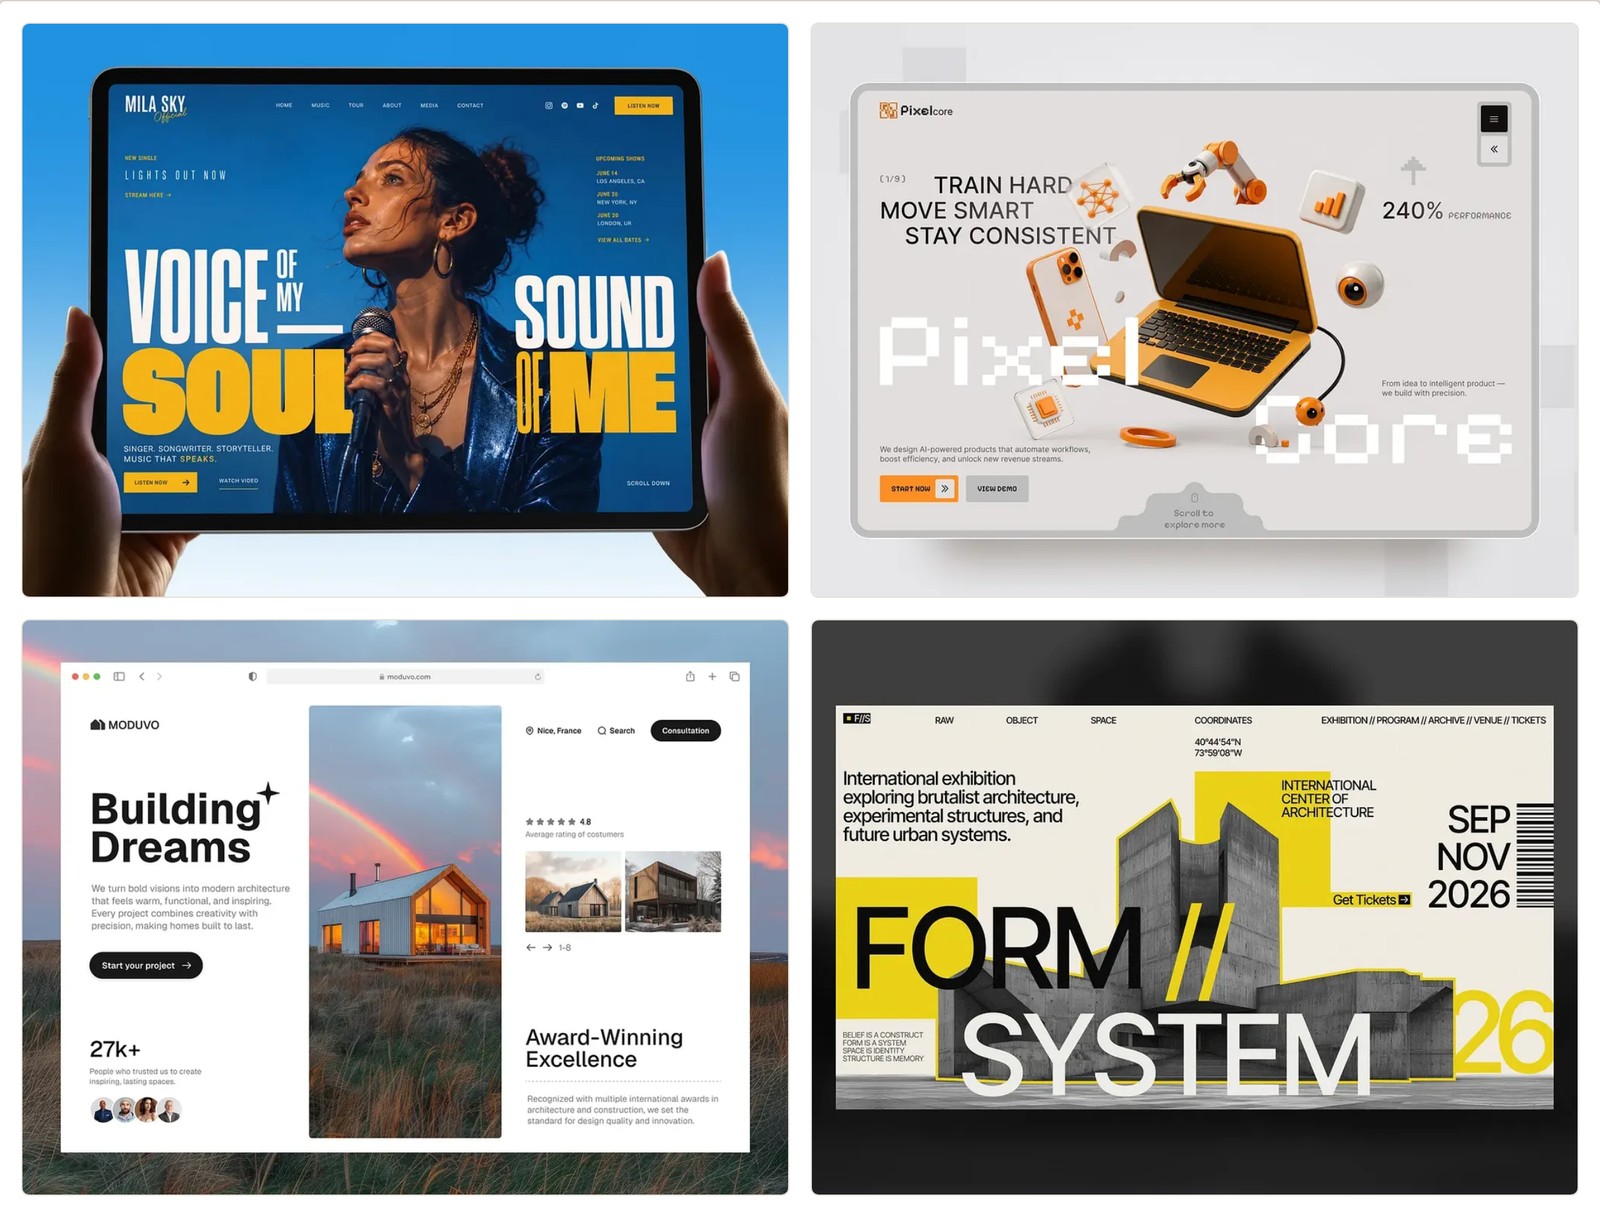 MILA SKY
Official
HOME MUSIC TOUR ABOUT MEDIA CONTACT
LISTEN NOW
NEW SINGLE
LIGHTS OUT NOW
STREAM HERE →
UPCOMING SHOWS
JUNE 14
LOS ANGELES, CA
JUNE 20
NEW YORK, NY
JUNE 20
LONDON, UR
VIEW ALL DATES →
VOICE OF MY
SOUL
SOUND
OF ME
SINGER. SONGWRITER. STORYTELLER.
MUSIC THAT SPEAKS.
LISTEN NOW →
WATCH VIDEO
SCROLL DOWN
Pixelcore
(1/9)
TRAIN HARD
MOVE SMART
STAY CONSISTENT
240% PERFORMANCE
Pixel
Core
From idea to intelligent product —
we build with precision.
We design AI-powered products that automate workflows,
boost efficiency, and unlock new revenue streams.
START NOW »
VIEW DEMO
Scroll to
explore more
moduvo.com
MODUVO
Nice, France
Search
Consultation
Building
Dreams
We turn bold visions into modern architecture
that feels warm, functional, and inspiring.
Every project combines creativity with
precision, making homes built to last.
Start your project →
27k+
People who trusted us to create
inspiring, lasting spaces.
★★★★★ 4.8
Average rating of costumers
← → 1-8
Award-Winning
Excellence
Recognized with multiple international awards in
architecture and construction, we set the
standard for design quality and innovation.
F//S
RAW OBJECT SPACE COORDINATES
EXHIBITION // PROGRAM // ARCHIVE // VENUE // TICKETS
40°44'54"N
73°59'08"W
International exhibition
exploring brutalist architecture,
experimental structures, and
future urban systems.
INTERNATIONAL
CENTER OF
ARCHITECTURE
SEP
NOV
2026
Get Tickets →
FORM //
SYSTEM
26
BELIEF IS A CONSTRUCT
FORM IS A SYSTEM
SPACE IS IDENTITY
STRUCTURE IS MEMORY